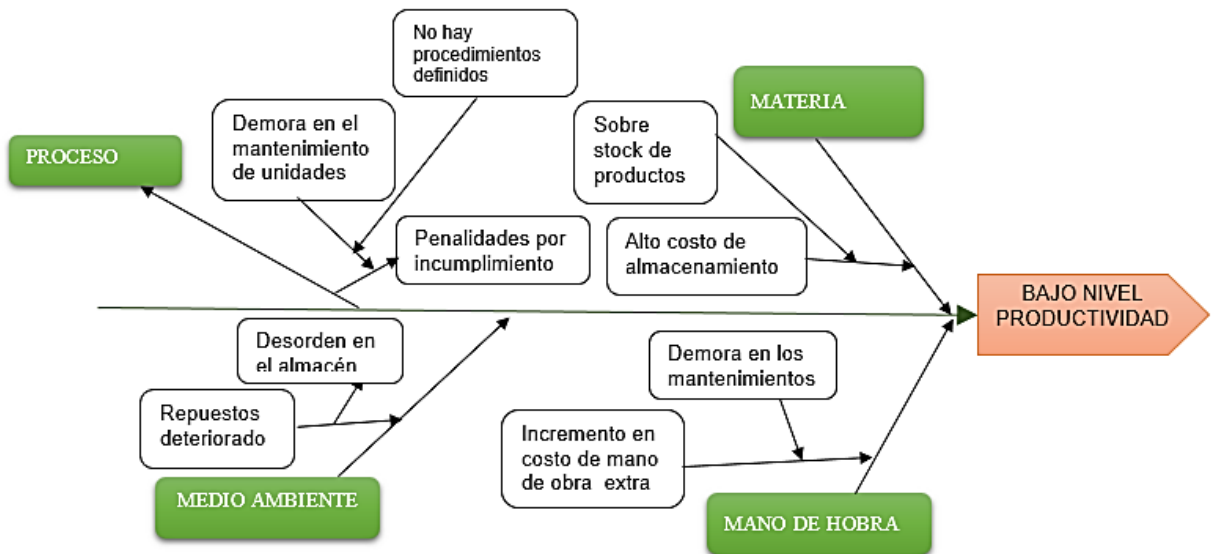 No hay
procedimientos
definidos
MATERIA
Demora en el
mantenimiento
de unidades
Sobre
stock de
productos
PROCESO
Penalidades por
incumplimiento
Alto costo de
almacenamiento
BAJO NIVEL
PRODUCTIVIDAD
Desorden en
el almacén
Demora en los
mantenimientos
Repuestos
deteriorado
Incremento en
costo de mano
de obra extra
MEDIO AMBIENTE
MANO DE HOBRA